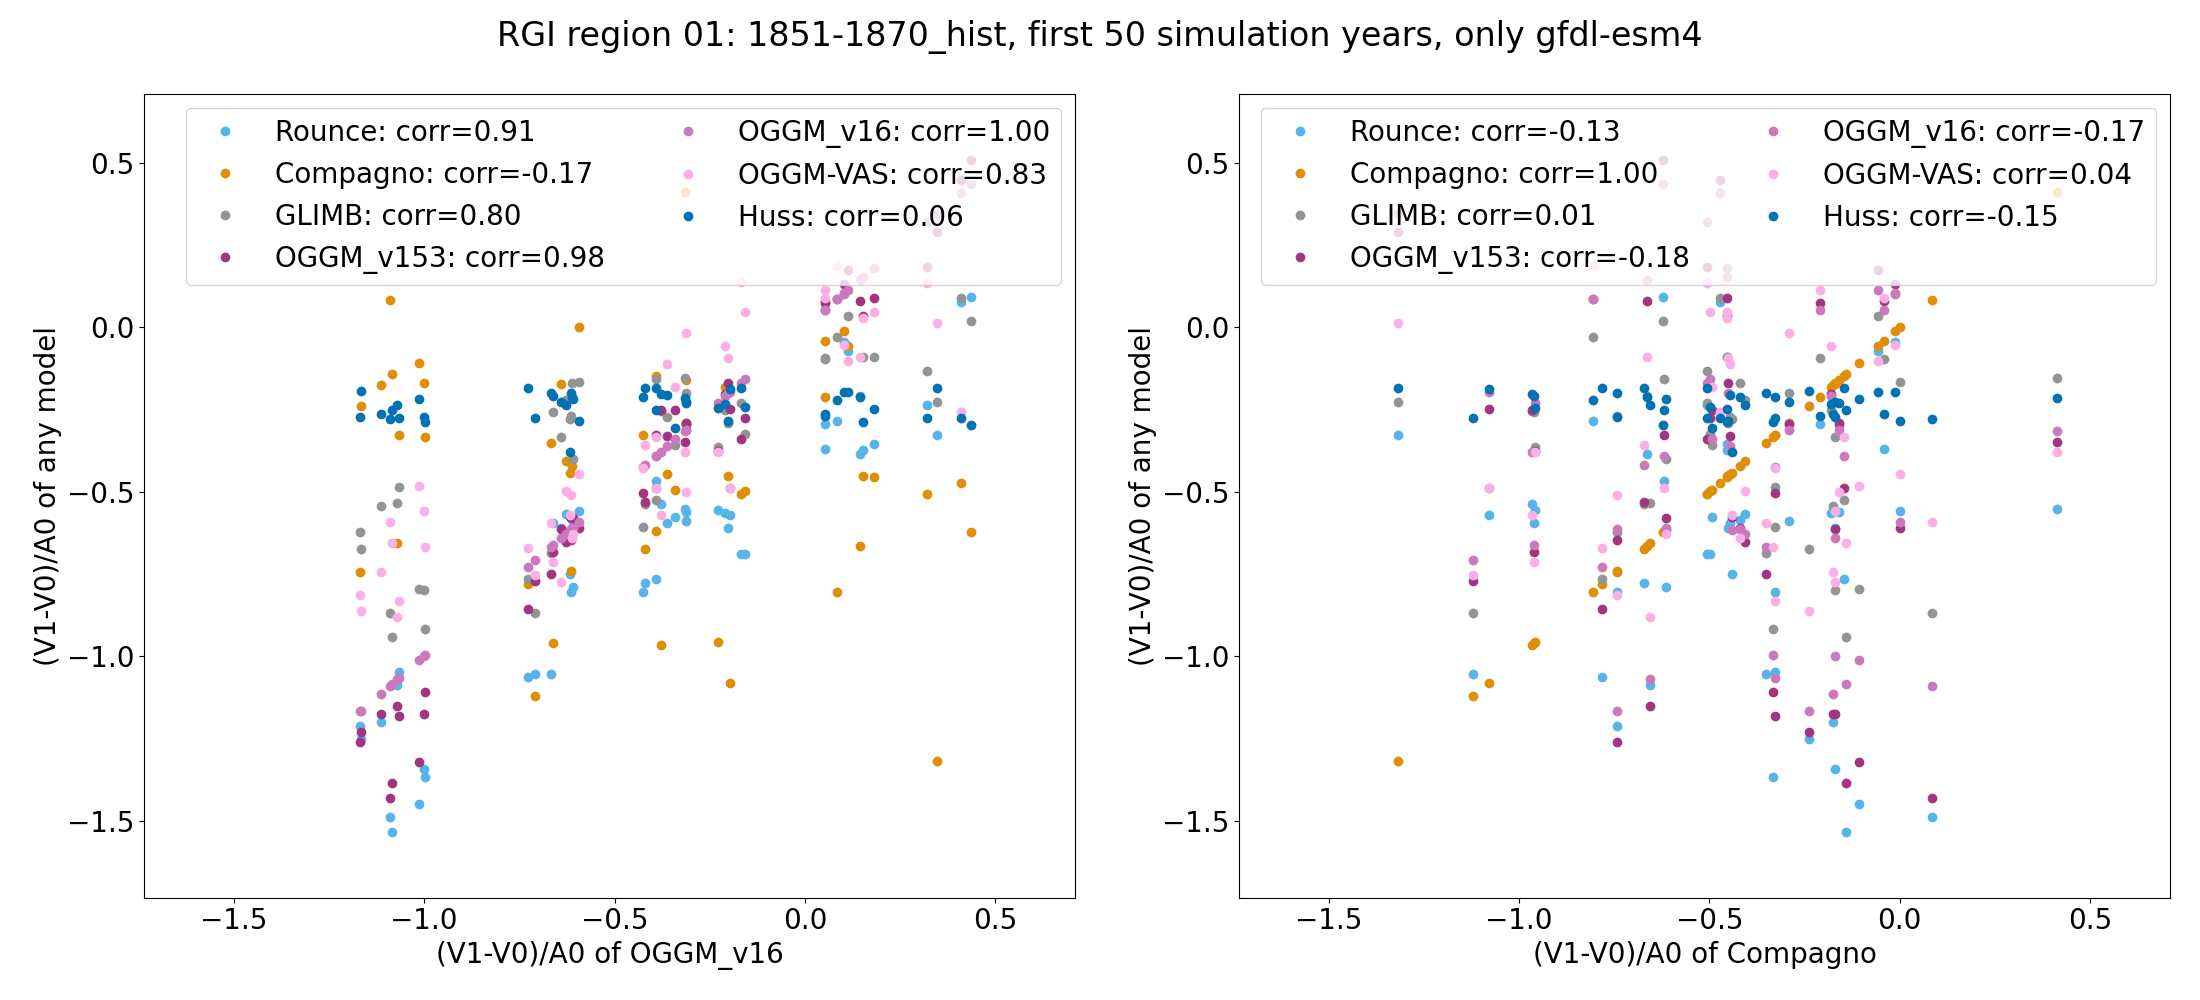 RGI region 01: 1851-1870_hist, first 50 simulation years, only gfdl-esm4
Rounce: corr=0.91
Compagno: corr=-0.17
GLIMB: corr=0.80
OGGM_v153: corr=0.98
OGGM_v16: corr=1.00
OGGM-VAS: corr=0.83
Huss: corr=0.06
0.5
0.0
−0.5
−1.0
−1.5
(V1-V0)/A0 of any model
−1.5 −1.0 −0.5 0.0 0.5
(V1-V0)/A0 of OGGM_v16
Rounce: corr=-0.13
Compagno: corr=1.00
GLIMB: corr=0.01
OGGM_v153: corr=-0.18
OGGM_v16: corr=-0.17
OGGM-VAS: corr=0.04
Huss: corr=-0.15
0.5
0.0
−0.5
−1.0
−1.5
(V1-V0)/A0 of any model
−1.5 −1.0 −0.5 0.0 0.5
(V1-V0)/A0 of Compagno